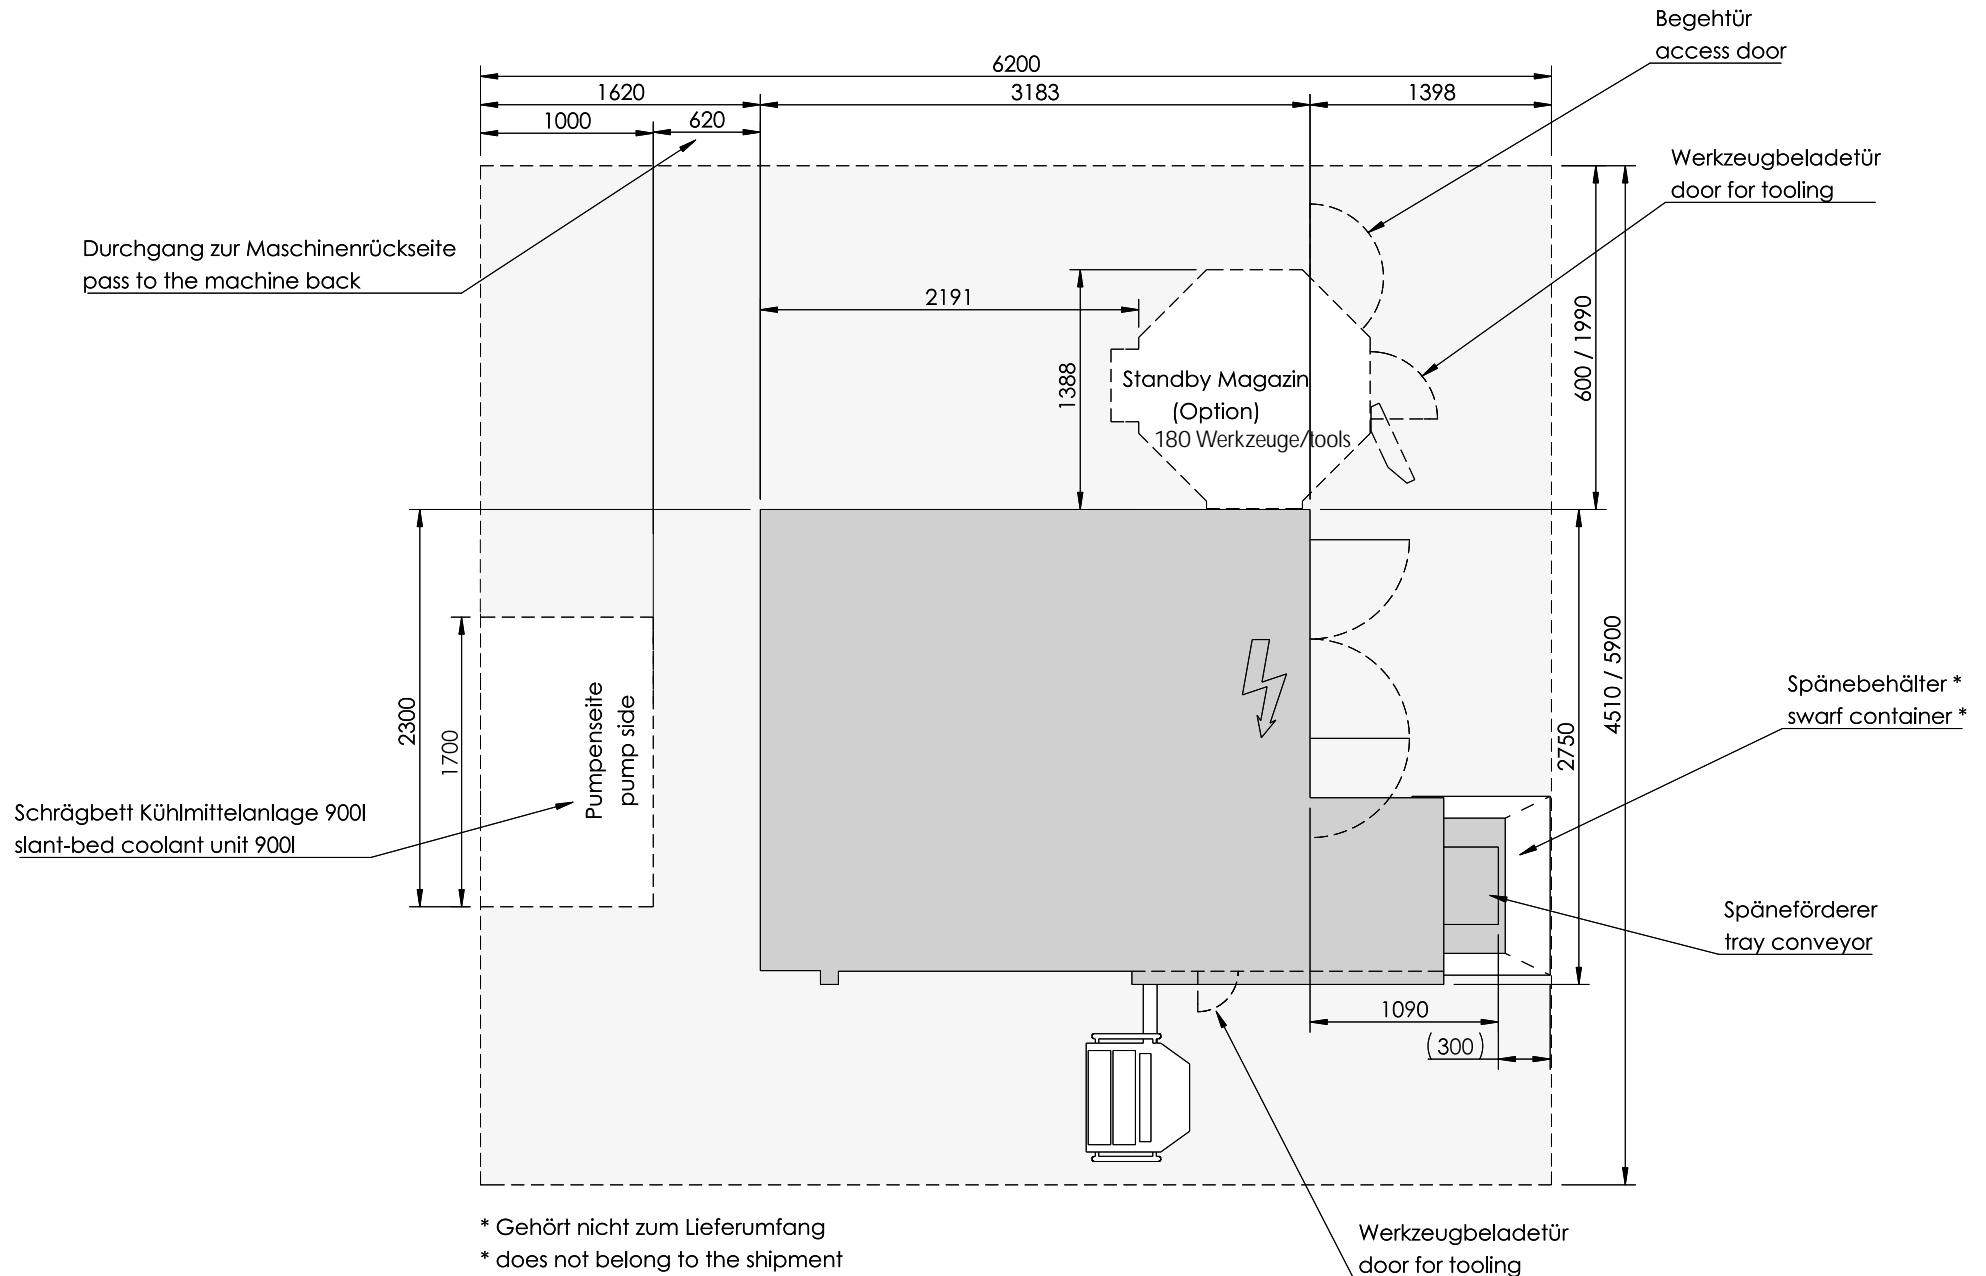 Begehtür
access door
6200
1620
3183
1398
1000
620
Werkzeugbeladetür
door for tooling
Durchgang zur Maschinenrückseite
pass to the machine back
2191
1388
600 / 1990
Standby Magazin
(Option)
180 Werkzeuge/tools
2300
1700
Pumpenseite
pump side
4510 / 5900
2750
Spänebehälter *
swarf container *
Schrägbett Kühlmittelanlage 900l
slant-bed coolant unit 900l
Späneförderer
tray conveyor
1090
(300)
* Gehört nicht zum Lieferumfang
* does not belong to the shipment
Werkzeugbeladetür
door for tooling